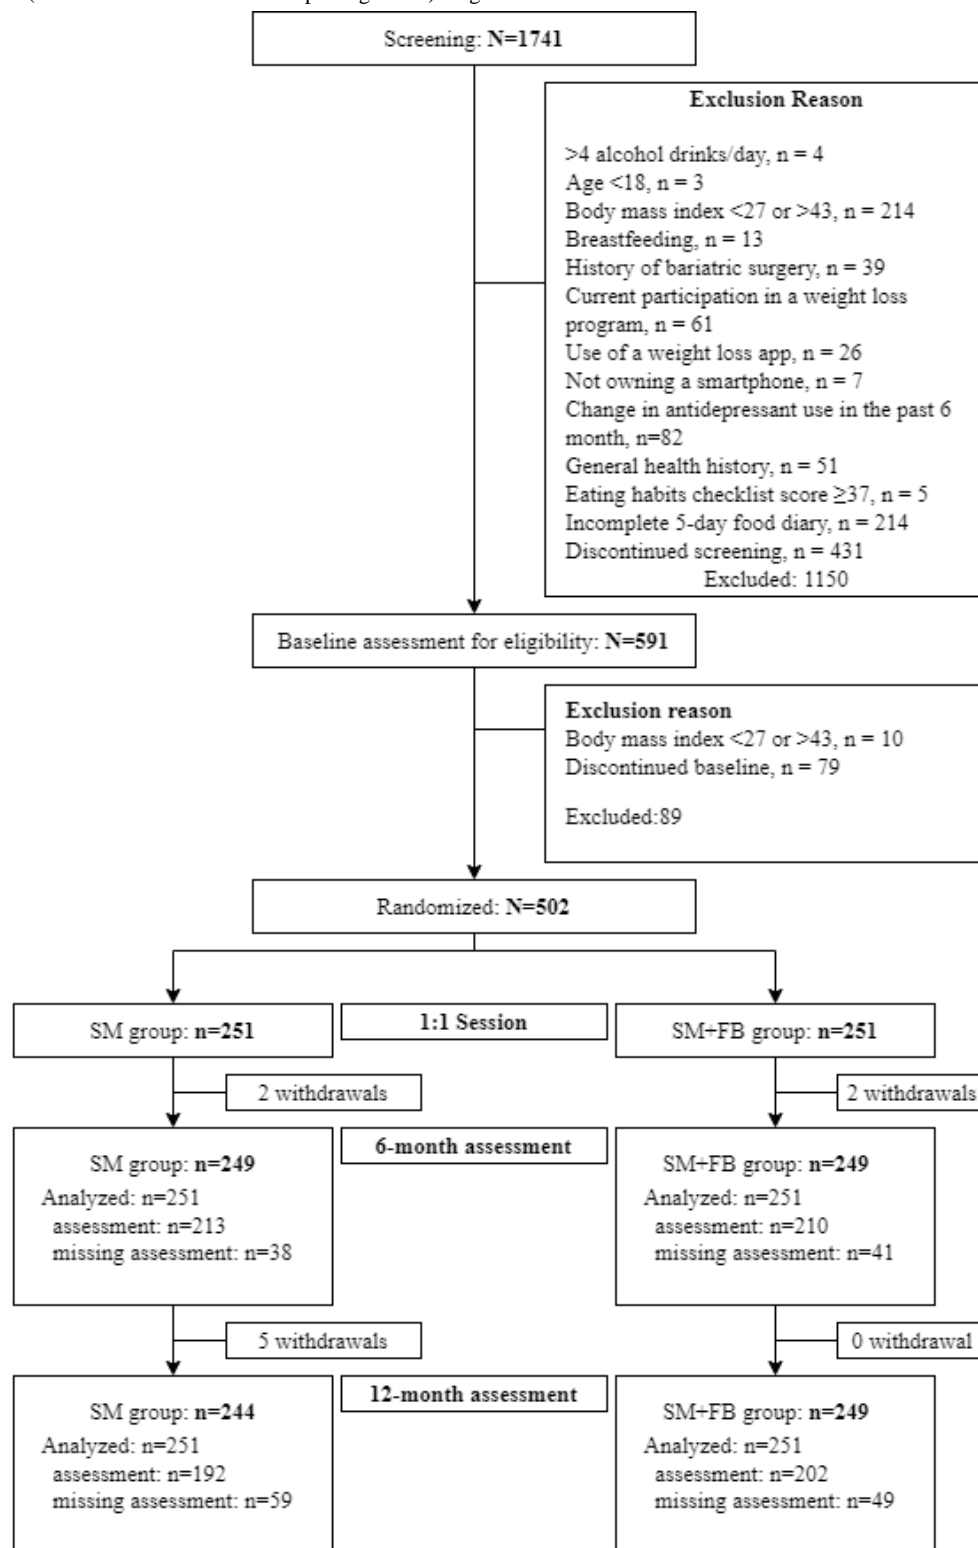 Screening: N=1741
Exclusion Reason
>4 alcohol drinks/day, n = 4
Age <18, n = 3
Body mass index <27 or >43, n = 214
Breastfeeding, n = 13
History of bariatric surgery, n = 39
Current participation in a weight loss
program, n = 61
Use of a weight loss app, n = 26
Not owning a smartphone, n = 7
Change in antidepressant use in the past 6
month, n=82
General health history, n = 51
Eating habits checklist score ≥37, n = 5
Incomplete 5-day food diary, n = 214
Discontinued screening, n = 431
Excluded: 1150
Baseline assessment for eligibility: N=591
Exclusion reason
Body mass index <27 or >43, n = 10
Discontinued baseline, n = 79
Excluded:89
Randomized: N=502
SM group: n=251
1:1 Session
SM+FB group: n=251
2 withdrawals
2 withdrawals
6-month assessment
SM group: n=249
Analyzed: n=251
assessment: n=213
missing assessment: n=38
SM+FB group: n=249
Analyzed: n=251
assessment: n=210
missing assessment: n=41
5 withdrawals
0 withdrawal
12-month assessment
SM group: n=244
Analyzed: n=251
assessment: n=192
missing assessment: n=59
SM+FB group: n=249
Analyzed: n=251
assessment: n=202
missing assessment: n=49